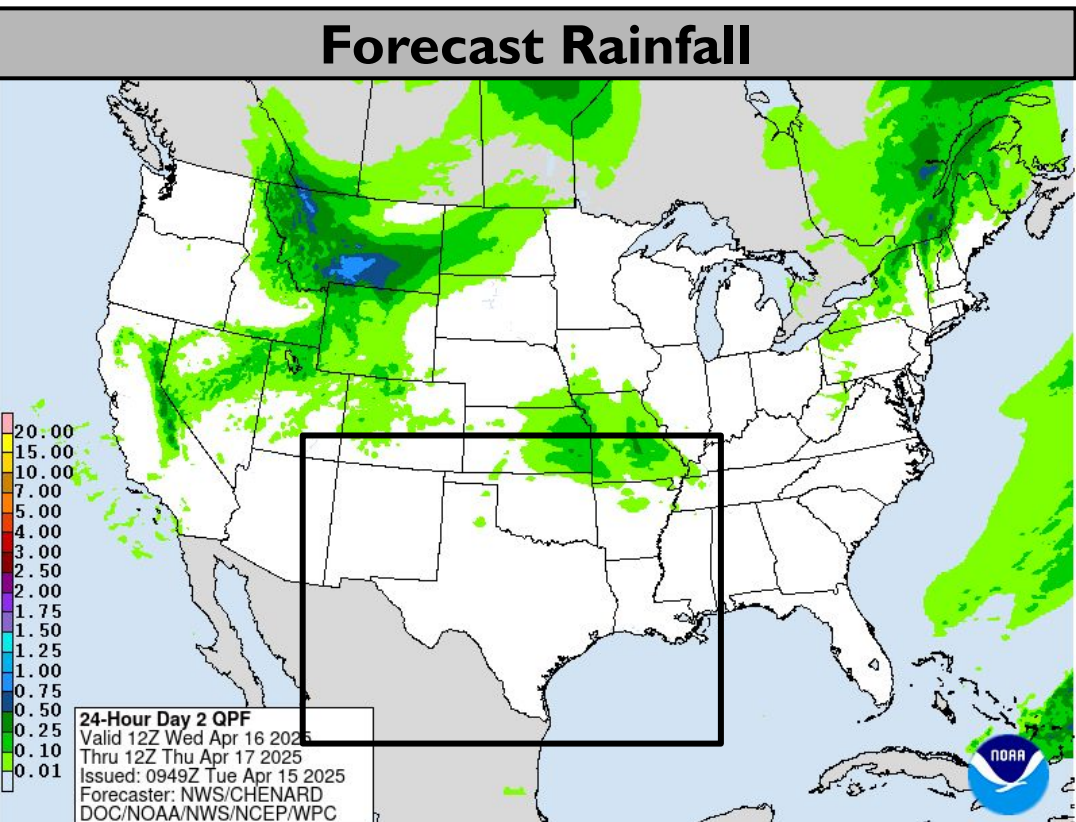 Forecast Rainfall
20.00
15.00
10.00
7.00
5.00
4.00
3.00
2.50
2.00
1.75
1.50
1.25
1.00
0.75
0.50
0.25
0.10
0.01
24-Hour Day 2 QPF
Valid 12Z Wed Apr 16 2025
Thru 12Z Thu Apr 17 2025
Issued: 0949Z Tue Apr 15 2025
Forecaster: NWS/CHENARD
DOC/NOAA/NWS/NCEP/WPC
NOAA